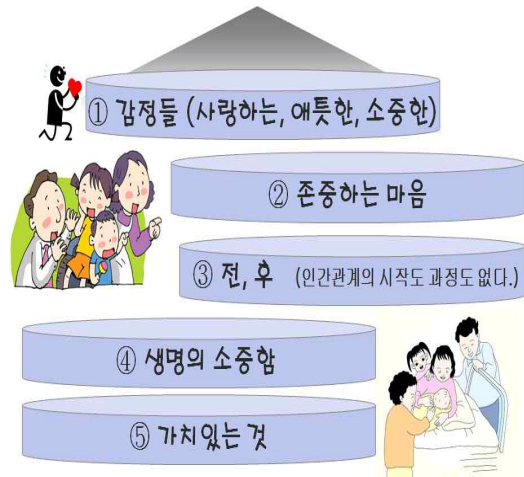 ① 감정들 (사랑하는, 애틋한, 소중한)
② 존중하는 마음
③ 전, 후 (인간관계의 시작도 과정도 없다.)
④ 생명의 소중함
⑤ 가치있는 것